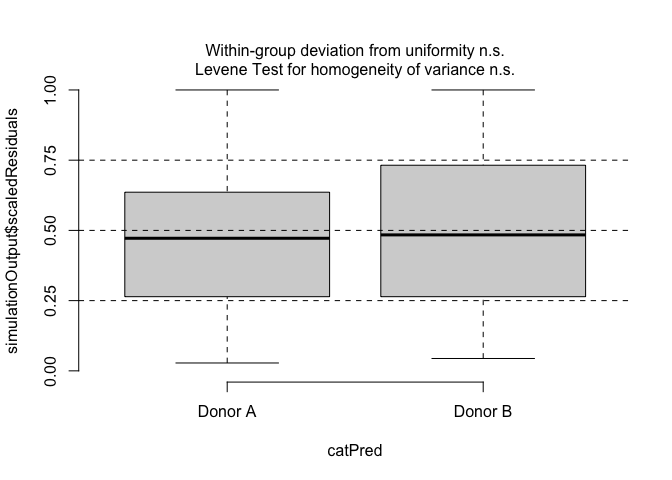 Within-group deviation from uniformity n.s.
Levene Test for homogeneity of variance n.s.
simulationOutput$scaledResiduals
1.00
0.75
0.50
0.25
0.00
Donor A
Donor B
catPred